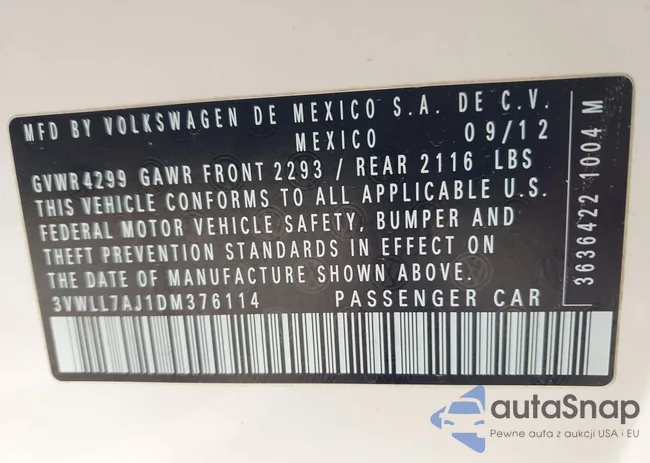 MFD BY VOLKSWAGEN DE MEXICO S.A. DE C.V.
MEXICO 09/12
GVWR4299 GAWR FRONT 2293 / REAR 2116 LBS
THIS VEHICLE CONFORMS TO ALL APPLICABLE U.S.
FEDERAL MOTOR VEHICLE SAFETY, BUMPER AND
THEFT PREVENTION STANDARDS IN EFFECT ON
THE DATE OF MANUFACTURE SHOWN ABOVE.
3VWLL7AJ1DM376114 PASSENGER CAR
3636422 1004 M
autaSnap
Pewne auta z aukcji USA i EU